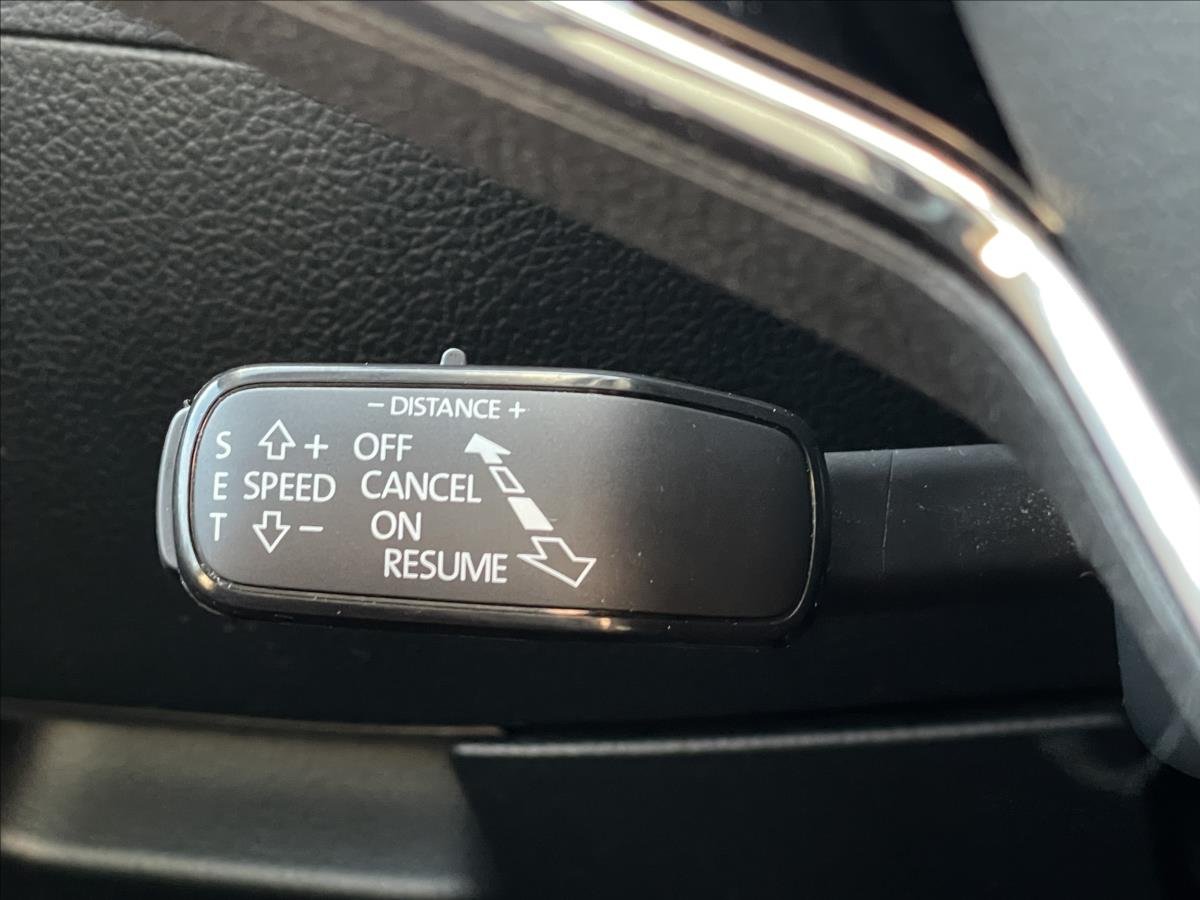 − DISTANCE +
S + OFF
E SPEED CANCEL
T − ON
RESUME